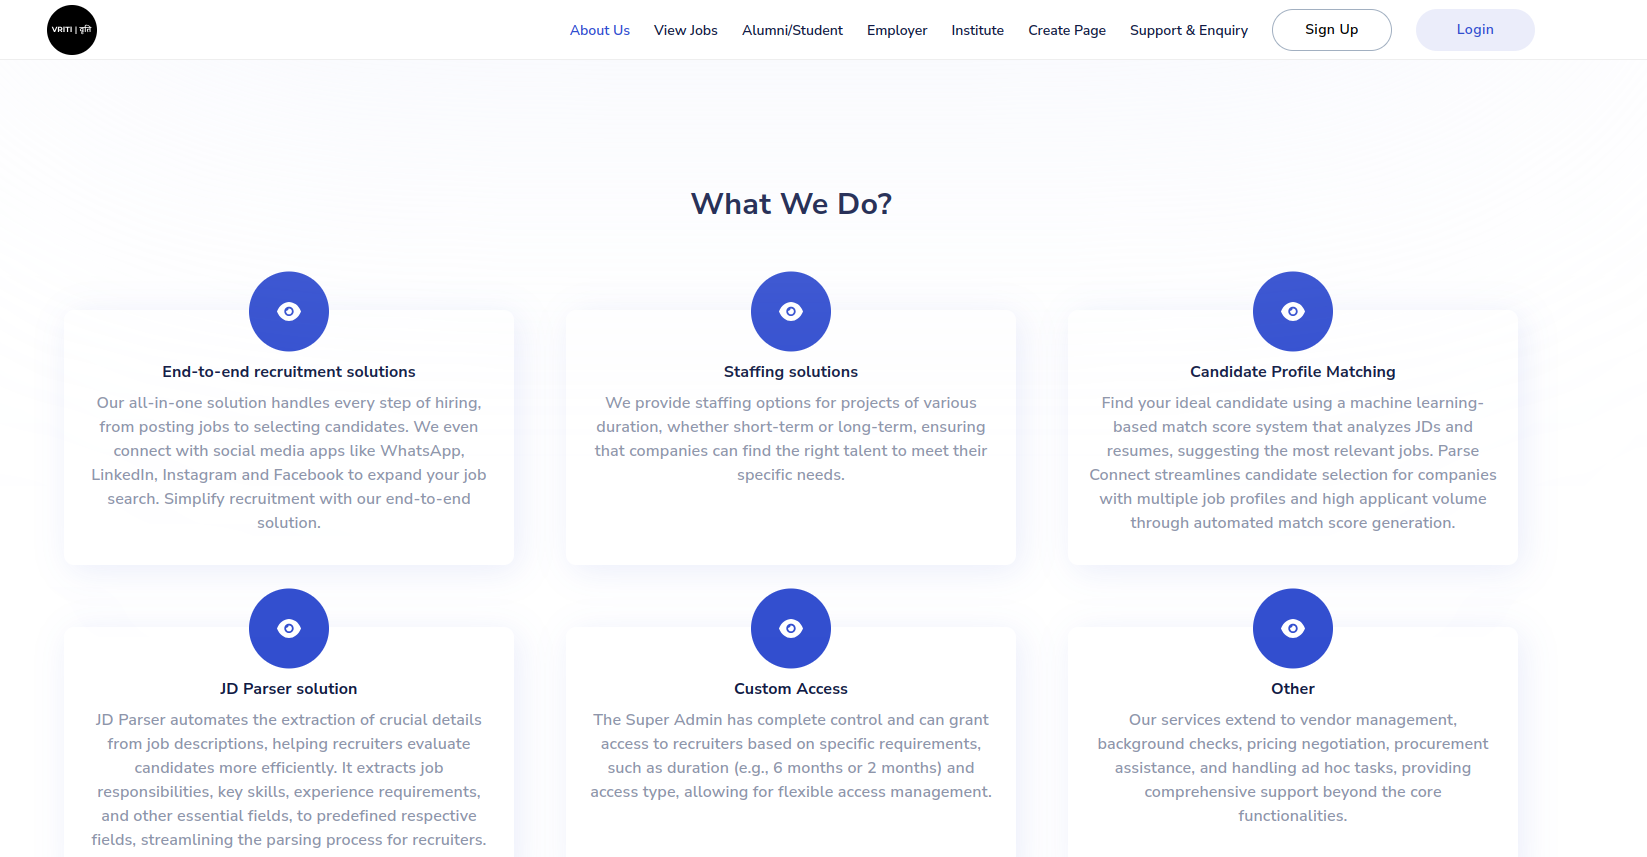 VRITI | वृति
About Us
View Jobs
Alumni/Student
Employer
Institute
Create Page
Support & Enquiry
Sign Up
Login
What We Do?
End-to-end recruitment solutions
Our all-in-one solution handles every step of hiring,
from posting jobs to selecting candidates. We even
connect with social media apps like WhatsApp,
LinkedIn, Instagram and Facebook to expand your job
search. Simplify recruitment with our end-to-end
solution.
Staffing solutions
We provide staffing options for projects of various
duration, whether short-term or long-term, ensuring
that companies can find the right talent to meet their
specific needs.
Candidate Profile Matching
Find your ideal candidate using a machine learning-
based match score system that analyzes JDs and
resumes, suggesting the most relevant jobs. Parse
Connect streamlines candidate selection for companies
with multiple job profiles and high applicant volume
through automated match score generation.
JD Parser solution
JD Parser automates the extraction of crucial details
from job descriptions, helping recruiters evaluate
candidates more efficiently. It extracts job
responsibilities, key skills, experience requirements,
and other essential fields, to predefined respective
fields, streamlining the parsing process for recruiters.
Custom Access
The Super Admin has complete control and can grant
access to recruiters based on specific requirements,
such as duration (e.g., 6 months or 2 months) and
access type, allowing for flexible access management.
Other
Our services extend to vendor management,
background checks, pricing negotiation, procurement
assistance, and handling ad hoc tasks, providing
comprehensive support beyond the core
functionalities.